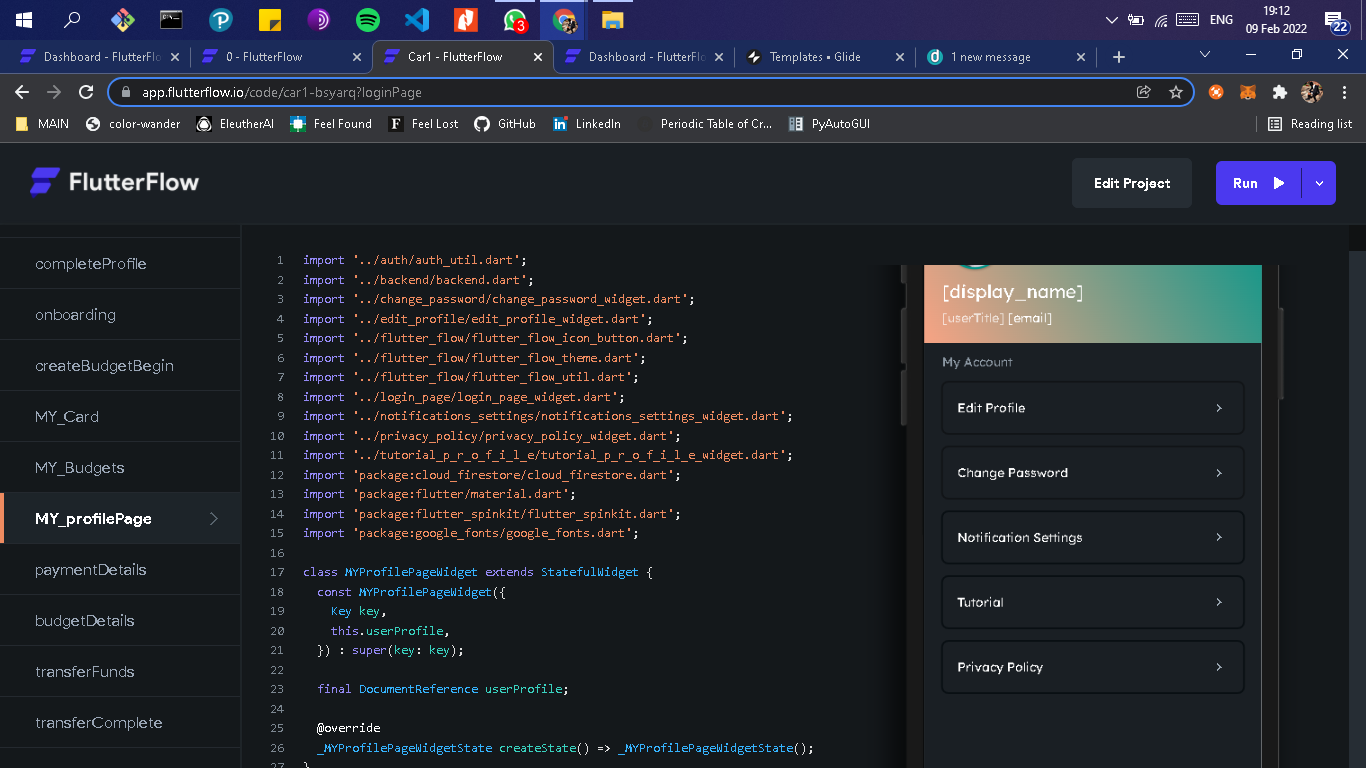 3
ENG
19:12
09 Feb 2022
22
Dashboard - FlutterFlo
0 - FlutterFlow
Car1 - FlutterFlow
Dashboard - FlutterFlo
Templates • Glide
1 new message
app.flutterflow.io/code/car1-bsyarq?loginPage
MAIN
color-wander
EleutherAI
Feel Found
Feel Lost
GitHub
LinkedIn
Periodic Table of Cr...
PyAutoGUI
Reading list
FlutterFlow
Edit Project
Run
completeProfile
onboarding
createBudgetBegin
MY_Card
MY_Budgets
MY_profilePage
paymentDetails
budgetDetails
transferFunds
transferComplete
1 import '../auth/auth_util.dart';
2 import '../backend/backend.dart';
3 import '../change_password/change_password_widget.dart';
4 import '../edit_profile/edit_profile_widget.dart';
5 import '../flutter_flow/flutter_flow_icon_button.dart';
6 import '../flutter_flow/flutter_flow_theme.dart';
7 import '../flutter_flow/flutter_flow_util.dart';
8 import '../login_page/login_page_widget.dart';
9 import '../notifications_settings/notifications_settings_widget.dart';
10 import '../privacy_policy/privacy_policy_widget.dart';
11 import '../tutorial_p_r_o_f_i_l_e/tutorial_p_r_o_f_i_l_e_widget.dart';
12 import 'package:cloud_firestore/cloud_firestore.dart';
13 import 'package:flutter/material.dart';
14 import 'package:flutter_spinkit/flutter_spinkit.dart';
15 import 'package:google_fonts/google_fonts.dart';
16
17 class MYProfilePageWidget extends StatefulWidget {
18 const MYProfilePageWidget({
19 Key key,
20 this.userProfile,
21 }) : super(key: key);
22
23 final DocumentReference userProfile;
24
25 @override
26 _MYProfilePageWidgetState createState() => _MYProfilePageWidgetState();
27 }
[display_name]
[userTitle] [email]
My Account
Edit Profile
Change Password
Notification Settings
Tutorial
Privacy Policy